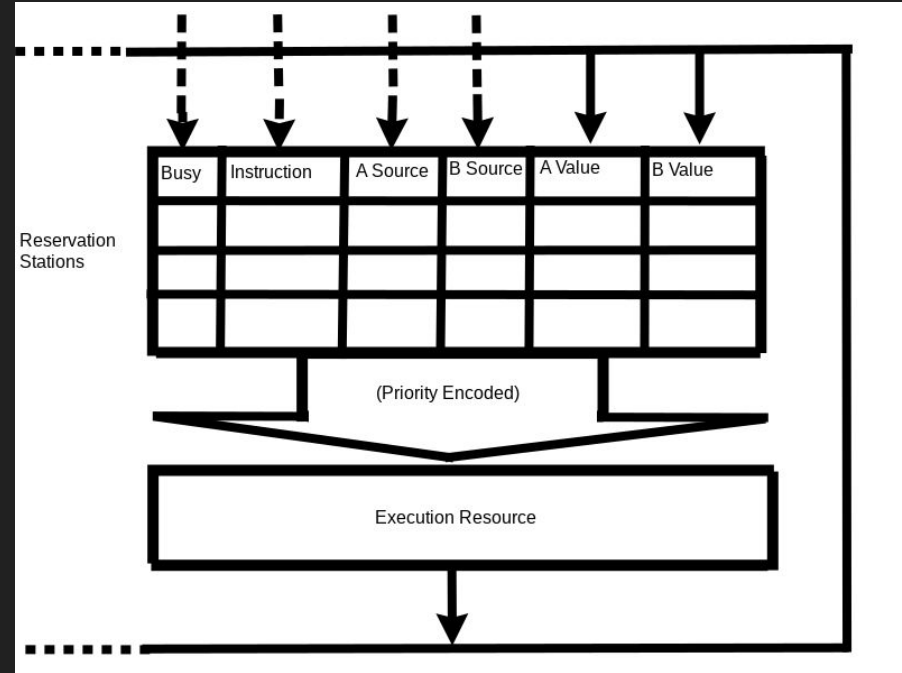 Busy
Instruction
A Source
B Source
A Value
B Value
Reservation
Stations
(Priority Encoded)
Execution Resource